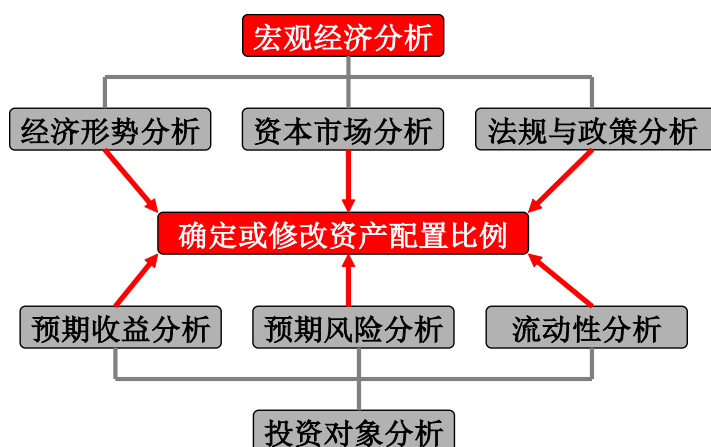 宏观经济分析
经济形势分析
资本市场分析
法规与政策分析
确定或修改资产配置比例
预期收益分析
预期风险分析
流动性分析
投资对象分析